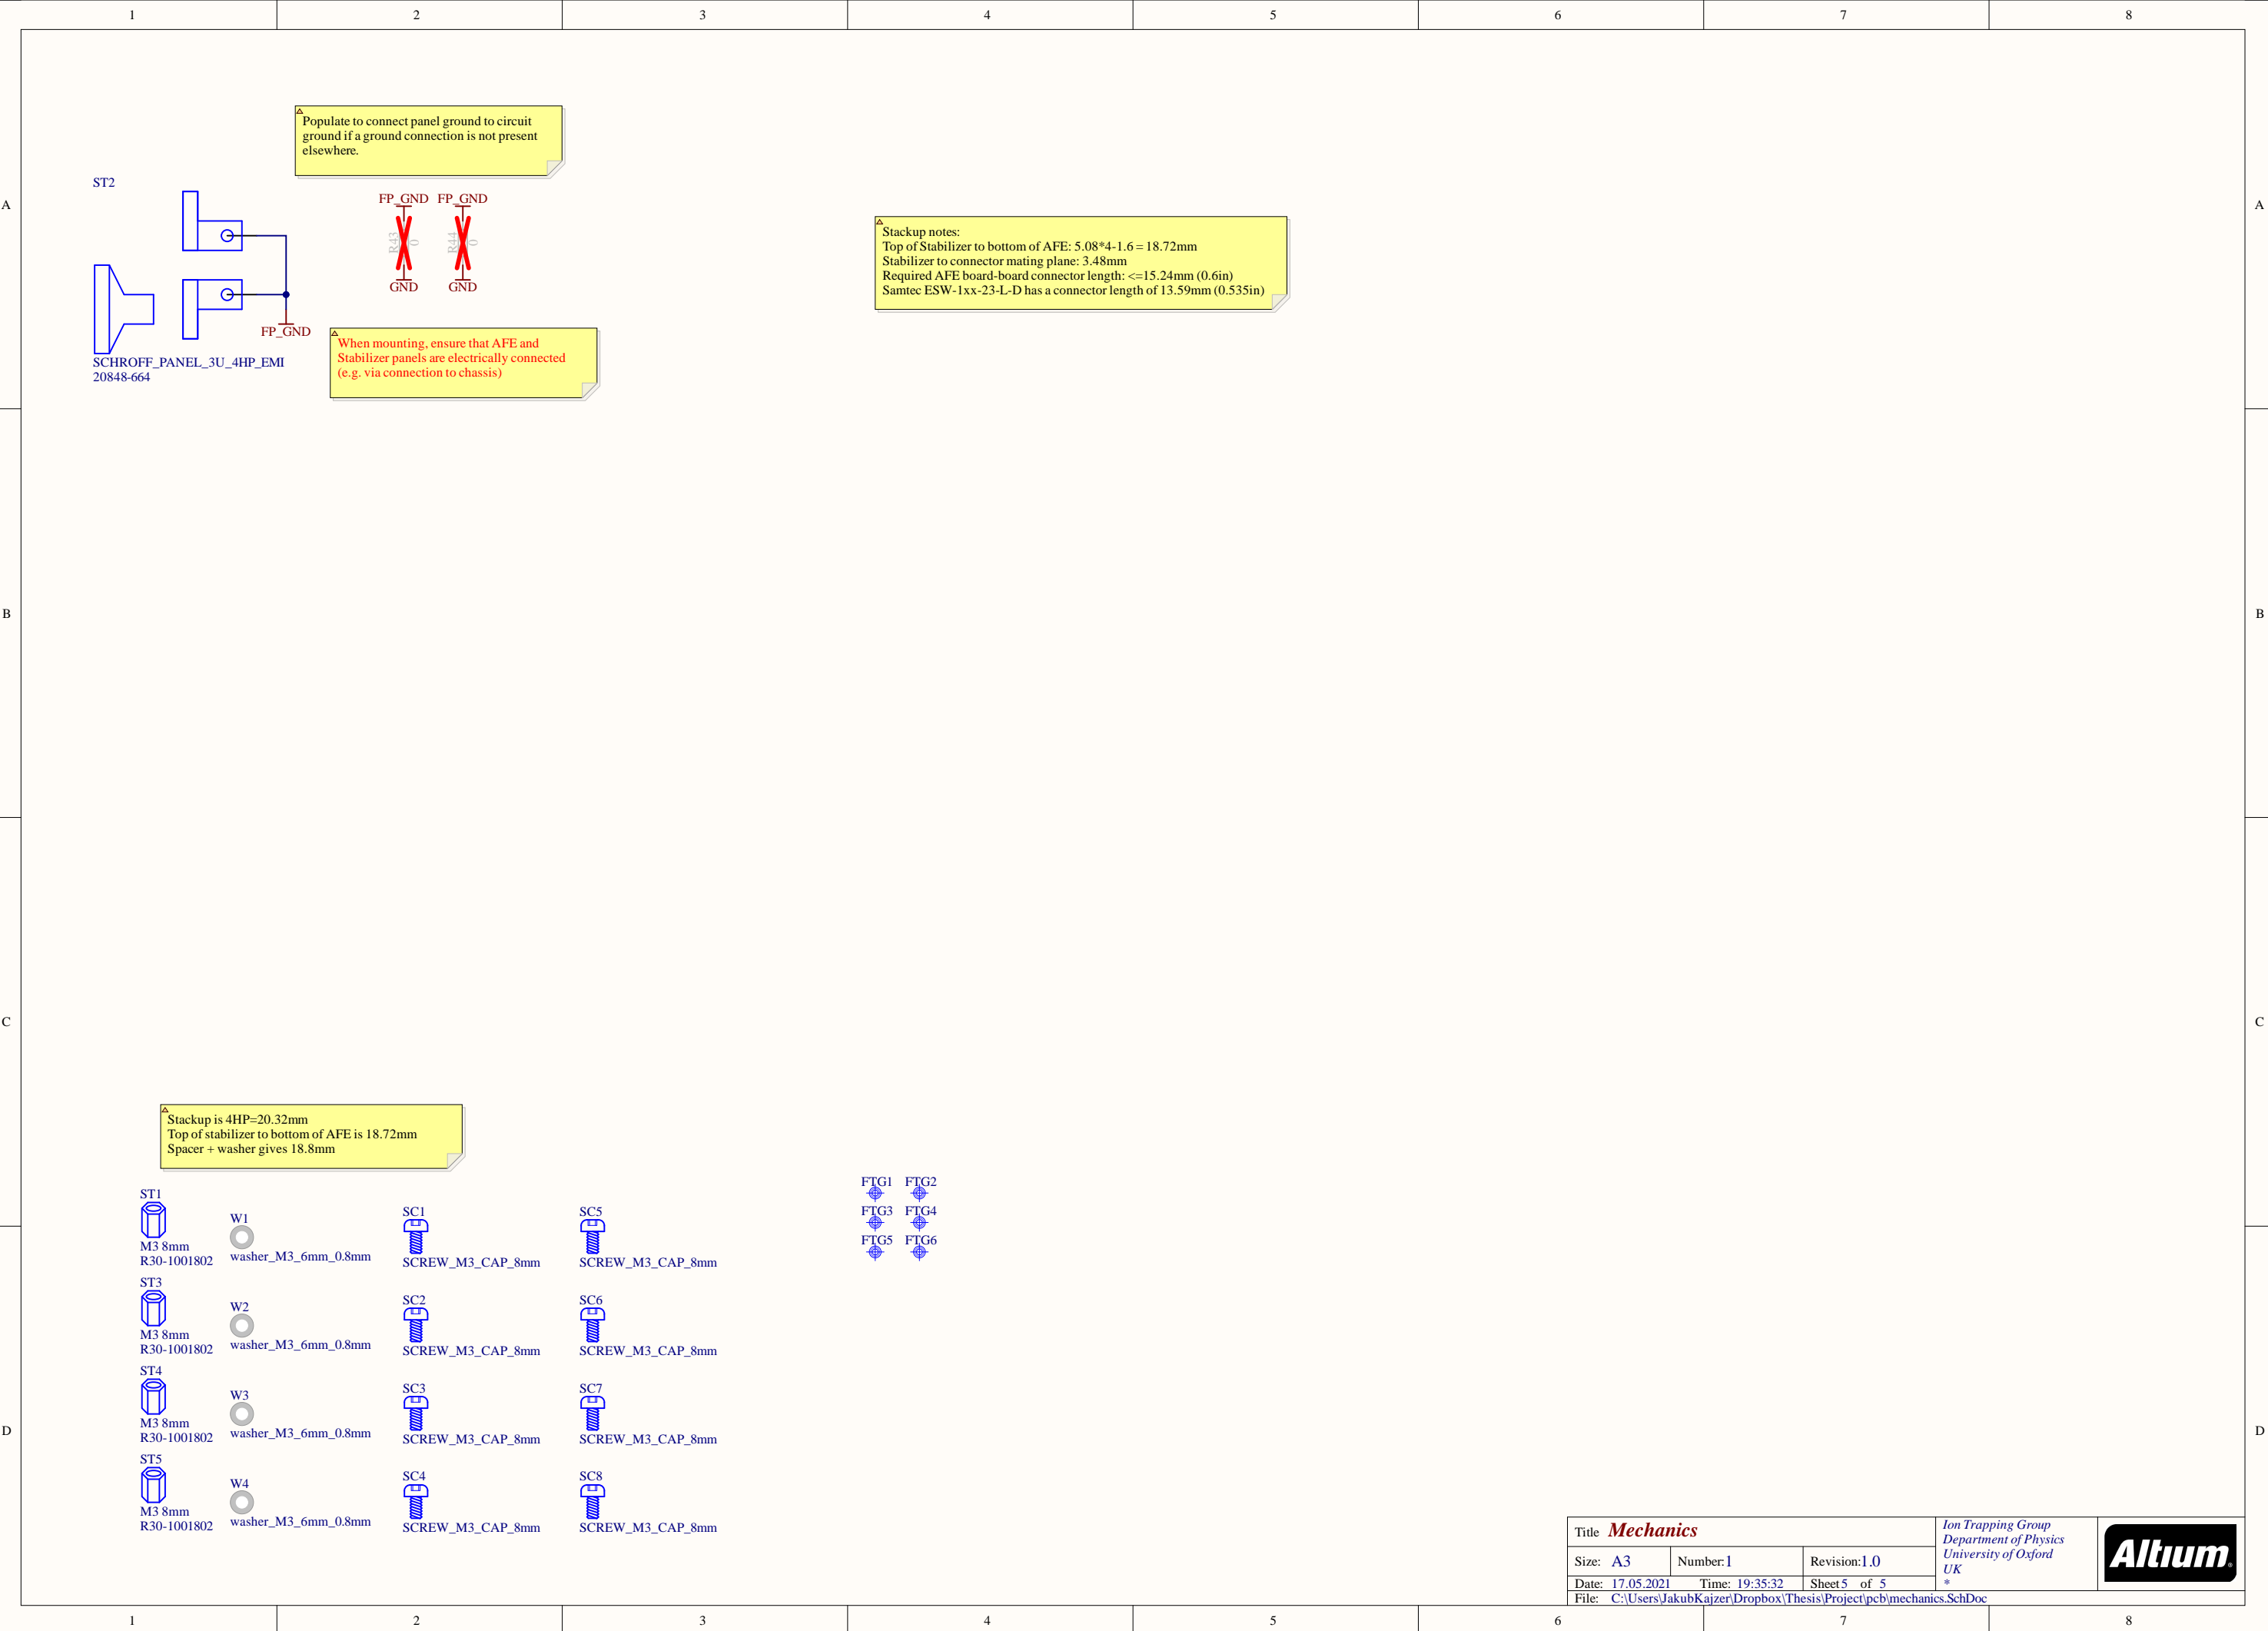 1 2 3 4 5 6 7 8
Populate to connect panel ground to circuit
ground if a ground connection is not present
elsewhere.
ST2
A
A
FP_GND FP_GND
R43 0 R44 0
GND GND
FP_GND
SCHROFF_PANEL_3U_4HP_EMI
20848-664
When mounting, ensure that AFE and
Stabilizer panels are electrically connected
(e.g. via connection to chassis)
Stackup notes:
Top of Stabilizer to bottom of AFE: 5.08*4-1.6 = 18.72mm
Stabilizer to connector mating plane: 3.48mm
Required AFE board-board connector length: <=15.24mm (0.6in)
Samtec ESW-1xx-23-L-D has a connector length of 13.59mm (0.535in)
B
B
C
C
Stackup is 4HP=20.32mm
Top of stabilizer to bottom of AFE is 18.72mm
Spacer + washer gives 18.8mm
FTG1 FTG2
FTG3 FTG4
FTG5 FTG6
ST1 W1 SC1 SC5
M3 8mm
R30-1001802 washer_M3_6mm_0.8mm SCREW_M3_CAP_8mm SCREW_M3_CAP_8mm
ST3 W2 SC2 SC6
M3 8mm
R30-1001802 washer_M3_6mm_0.8mm SCREW_M3_CAP_8mm SCREW_M3_CAP_8mm
ST4 W3 SC3 SC7
M3 8mm
R30-1001802 washer_M3_6mm_0.8mm SCREW_M3_CAP_8mm SCREW_M3_CAP_8mm
D
D
ST5 W4 SC4 SC8
M3 8mm
R30-1001802 washer_M3_6mm_0.8mm SCREW_M3_CAP_8mm SCREW_M3_CAP_8mm
Title Mechanics
Size: A3 Number:1 Revision:1.0
Date: 17.05.2021 Time: 19:35:32 Sheet 5 of 5
File: C:\Users\JakubKajzer\Dropbox\Thesis\Project\pcb\mechanics.SchDoc
Ion Trapping Group
Department of Physics
University of Oxford
UK
*
Altium
1 2 3 4 5 6 7 8